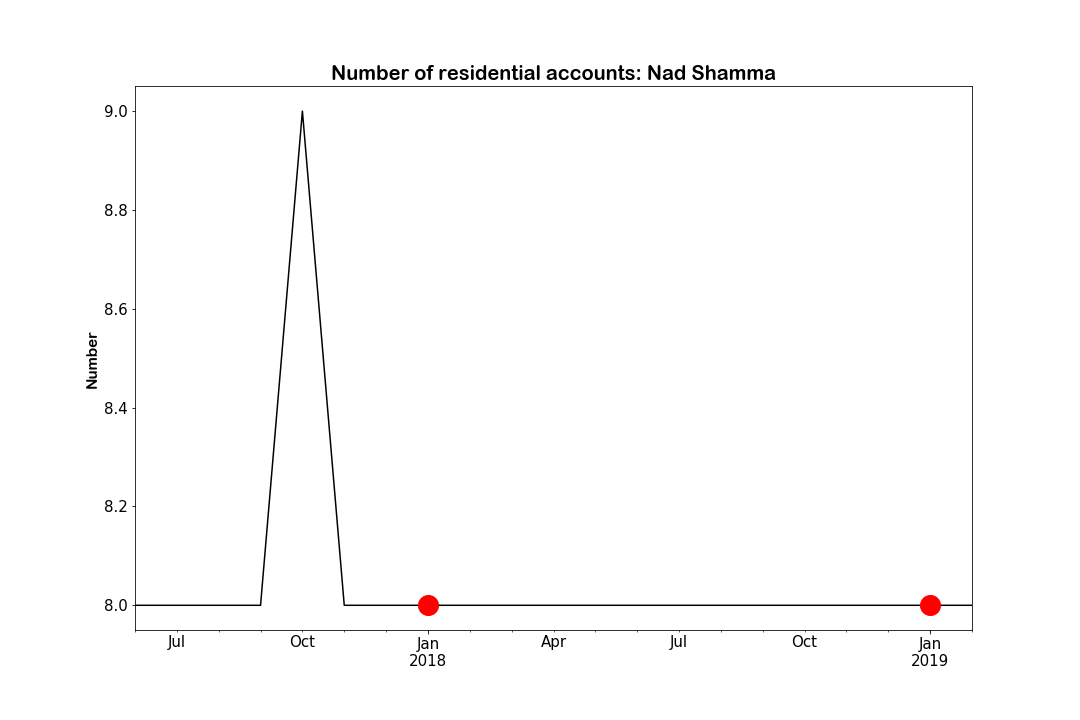 Number of residential accounts: Nad Shamma
Number
9.0
8.8
8.6
8.4
8.2
8.0
Jul
Oct
Jan
2018
Apr
Jul
Oct
Jan
2019